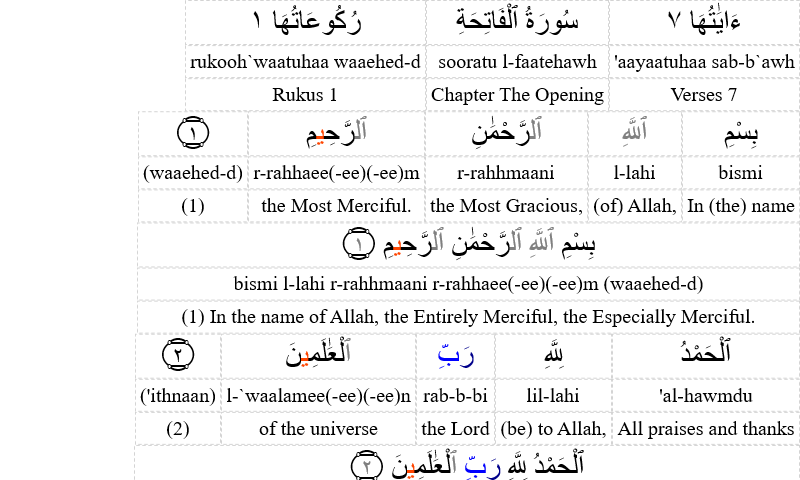 ءَايَٰتُهَا ٧ سُورَةُ ٱلْفَاتِحَةِ رُكُوعَاتُهَا ١
rukooh`waatuhaa waaehed-d sooratu l-faatehawh 'aayaatuhaa sab-b`awh
Rukus 1 Chapter The Opening Verses 7
بِسْمِ ٱللَّهِ ٱلرَّحْمَٰنِ ٱلرَّحِيمِ ١
(waaehed-d) r-rahhaee(-ee)(-ee)m r-rahhmaani l-lahi bismi
(1) the Most Merciful. the Most Gracious, (of) Allah, In (the) name
بِسْمِ ٱللَّهِ ٱلرَّحْمَٰنِ ٱلرَّحِيمِ ١
bismi l-lahi r-rahhmaani r-rahhaee(-ee)(-ee)m (waaehed-d)
(1) In the name of Allah, the Entirely Merciful, the Especially Merciful.
ٱلْحَمْدُ لِلَّهِ رَبِّ ٱلْعَٰلَمِينَ ٢
('ithnaan) l-`waalamee(-ee)(-ee)n rab-b-bi lil-lahi 'al-hawmdu
(2) of the universe the Lord (be) to Allah, All praises and thanks
ٱلْحَمْدُ لِلَّهِ رَبِّ ٱلْعَٰلَمِينَ ٢